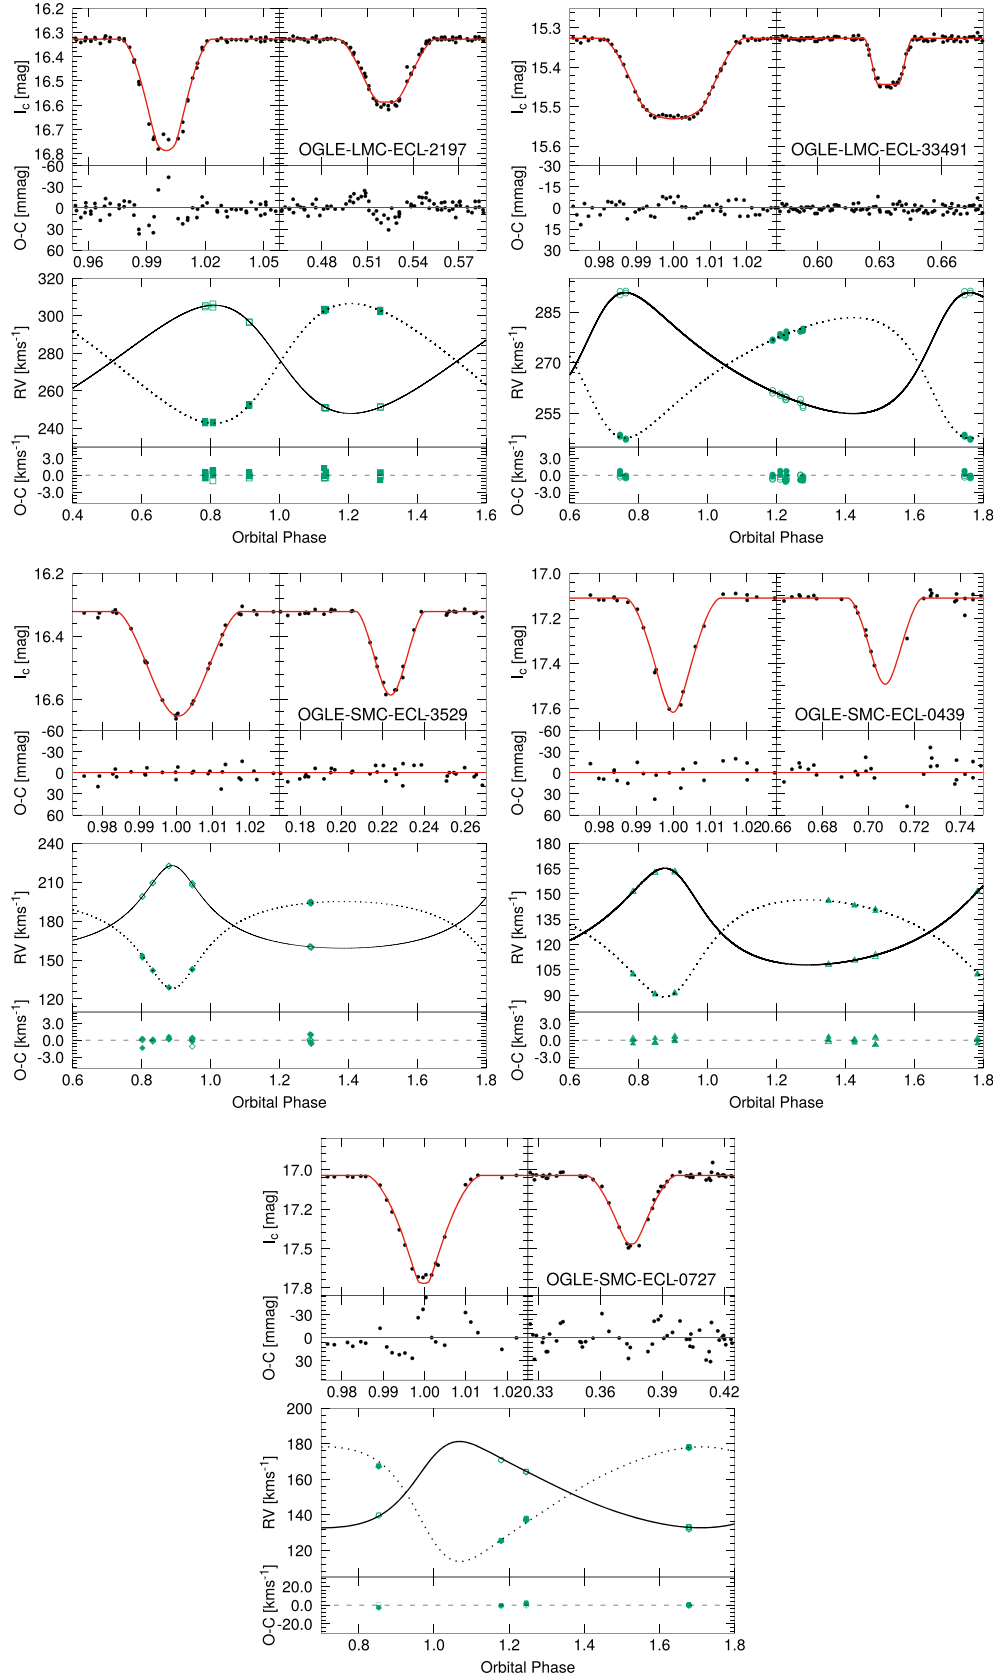 16.2
16.3
16.4
16.5
16.6
16.7
16.8
I_c [mag]
OGLE-LMC-ECL-2197
-60
-30
0
30
60
O-C [mmag]
0.96 0.99 1.02 1.05 0.48 0.51 0.54 0.57
320
300
280
260
240
RV [kms⁻¹]
3.0
0.0
-3.0
O-C [kms⁻¹]
0.4 0.6 0.8 1.0 1.2 1.4 1.6
Orbital Phase
15.3
15.4
15.5
15.6
I_c [mag]
OGLE-LMC-ECL-33491
-30
-15
0
15
30
O-C [mmag]
0.98 0.99 1.00 1.01 1.02 0.60 0.63 0.66
285
270
255
RV [kms⁻¹]
3.0
0.0
-3.0
O-C [kms⁻¹]
0.6 0.8 1.0 1.2 1.4 1.6 1.8
Orbital Phase
16.2
16.4
16.6
I_c [mag]
OGLE-SMC-ECL-3529
-60
-30
0
30
60
O-C [mmag]
0.98 0.99 1.00 1.01 1.02 0.18 0.20 0.22 0.24 0.26
240
210
180
150
120
RV [kms⁻¹]
3.0
0.0
-3.0
O-C [kms⁻¹]
0.6 0.8 1.0 1.2 1.4 1.6 1.8
Orbital Phase
17.0
17.2
17.4
17.6
I_c [mag]
OGLE-SMC-ECL-0439
-60
-30
0
30
60
O-C [mmag]
0.98 0.99 1.00 1.01 1.02 0.66 0.68 0.70 0.72 0.74
180
165
150
135
120
105
90
RV [kms⁻¹]
3.0
0.0
-3.0
O-C [kms⁻¹]
0.6 0.8 1.0 1.2 1.4 1.6 1.8
Orbital Phase
17.0
17.2
17.5
17.8
I_c [mag]
OGLE-SMC-ECL-0727
-30
0
30
O-C [mmag]
0.98 0.99 1.00 1.01 1.02 0.33 0.36 0.39 0.42
200
180
160
140
120
RV [kms⁻¹]
20.0
0.0
-20.0
O-C [kms⁻¹]
0.8 1.0 1.2 1.4 1.6 1.8
Orbital Phase